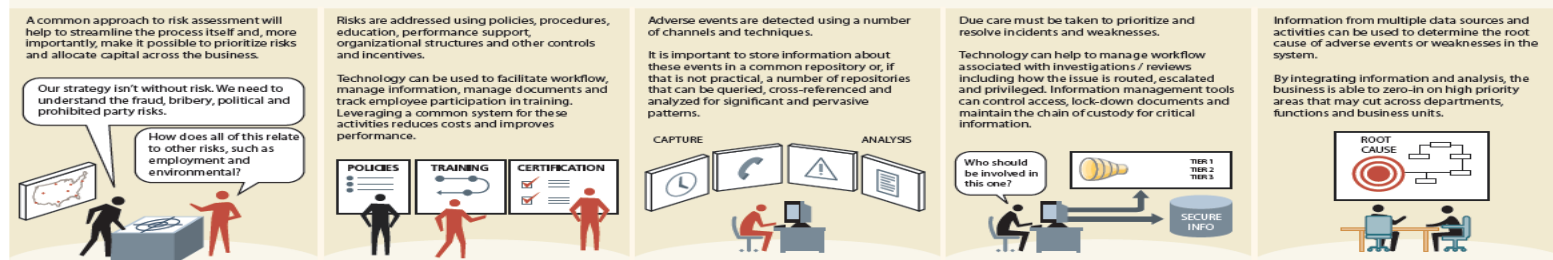 A common approach to risk assessment will
help to streamline the process itself and, more
importantly, make it possible to prioritize risks
and allocate capital across the business.
Our strategy isn't without risk. We need to
understand the fraud, bribery, political and
prohibited party risks.
How does all of this relate
to other risks, such as
employment and
environmental?
Risks are addressed using policies, procedures,
education, performance support,
organizational structures and other controls
and incentives.
Technology can be used to facilitate workflow,
manage information, manage documents and
track employee participation in training.
Leveraging a common system for these
activities reduces costs and improves
performance.
POLICIES
TRAINING
CERTIFICATION
Adverse events are detected using a number
of channels and techniques.
It is important to store information about
these events in a common repository or, if
that is not practical, a number of repositories
that can be queried, cross-referenced and
analyzed for significant and pervasive
patterns.
CAPTURE
ANALYSIS
Due care must be taken to prioritize and
resolve incidents and weaknesses.
Technology can help to manage workflow
associated with investigations / reviews
including how the issue is routed, escalated
and privileged. Information management tools
can control access, lock-down documents and
maintain the chain of custody for critical
information.
Who should
be involved in
this one?
TIER 1
TIER 2
TIER 3
SECURE
INFO
Information from multiple data sources and
activities can be used to determine the root
cause of adverse events or weaknesses in the
system.
By integrating information and analysis, the
business is able to zero-in on high priority
areas that may cut across departments,
functions and business units.
ROOT
CAUSE